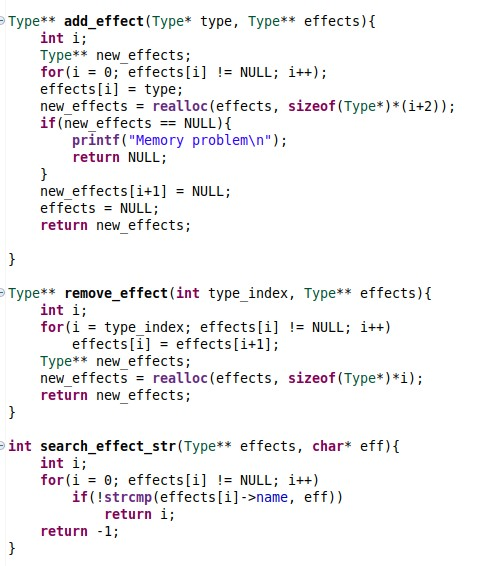 Type** add_effect(Type* type, Type** effects){
    int i;
    Type** new_effects;
    for(i = 0; effects[i] != NULL; i++);
    effects[i] = type;
    new_effects = realloc(effects, sizeof(Type*)*(i+2));
    if(new_effects == NULL){
        printf("Memory problem\n");
        return NULL;
    }
    new_effects[i+1] = NULL;
    effects = NULL;
    return new_effects;

}

Type** remove_effect(int type_index, Type** effects){
    int i;
    for(i = type_index; effects[i] != NULL; i++)
        effects[i] = effects[i+1];
    Type** new_effects;
    new_effects = realloc(effects, sizeof(Type*)*i);
    return new_effects;
}

int search_effect_str(Type** effects, char* eff){
    int i;
    for(i = 0; effects[i] != NULL; i++)
        if(!strcmp(effects[i]->name, eff))
            return i;
    return -1;
}